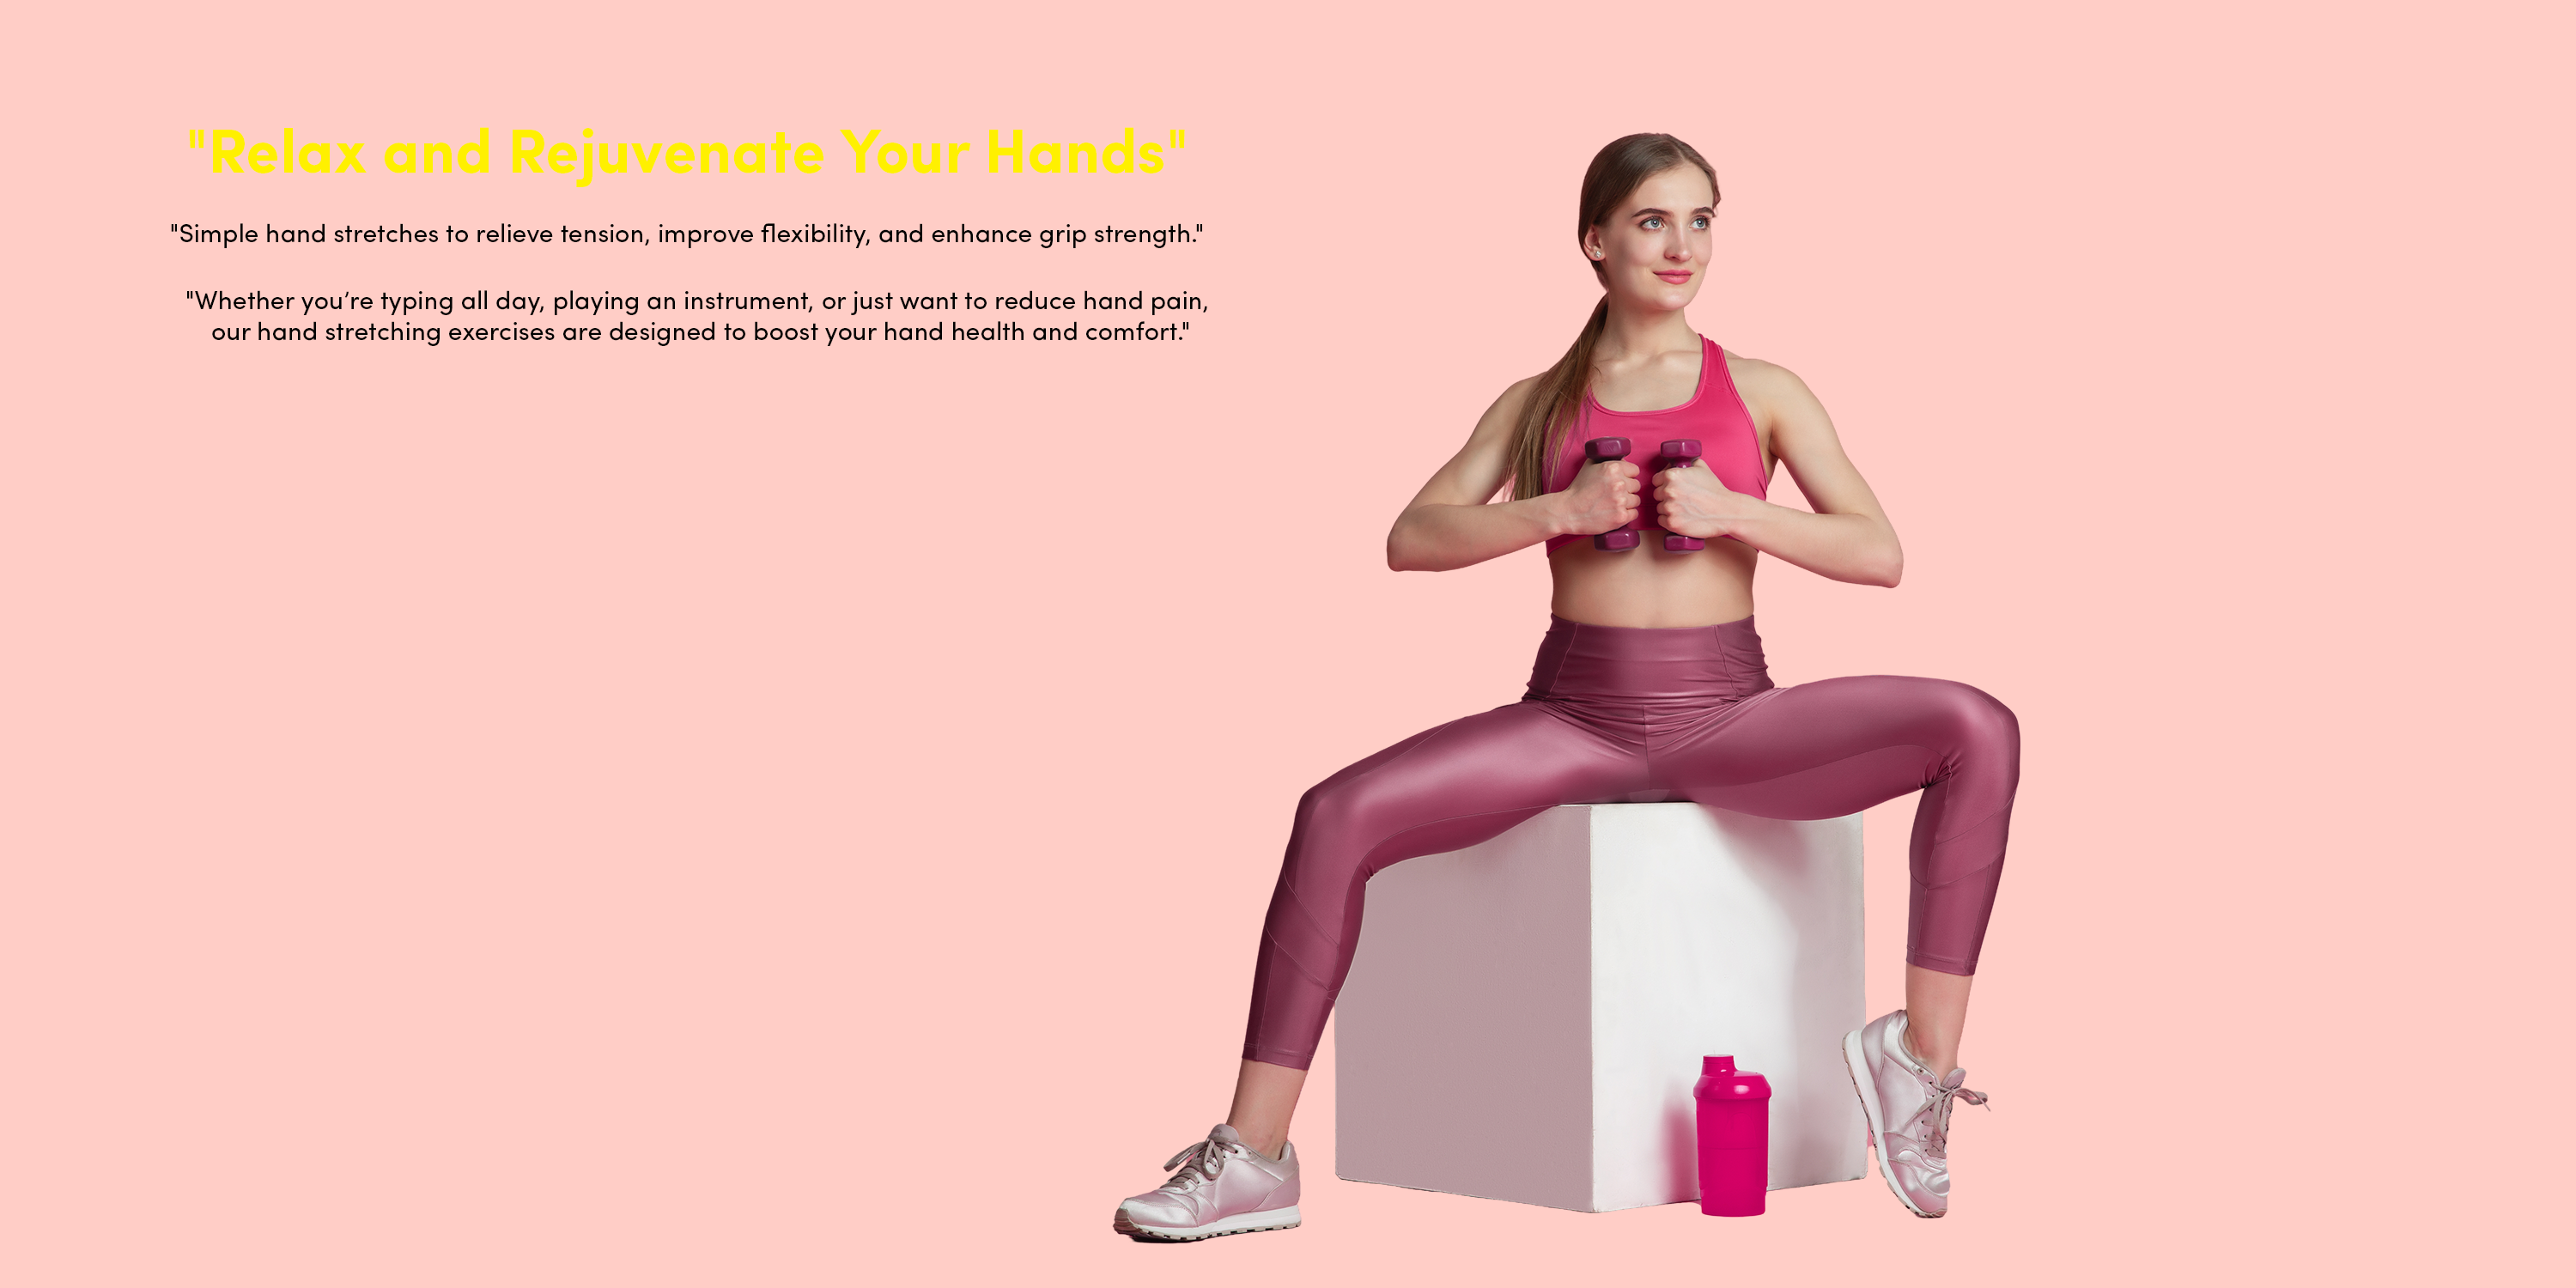 "Relax and Rejuvenate Your Hands"
"Simple hand stretches to relieve tension, improve flexibility, and enhance grip strength."
"Whether you’re typing all day, playing an instrument, or just want to reduce hand pain,
our hand stretching exercises are designed to boost your hand health and comfort."